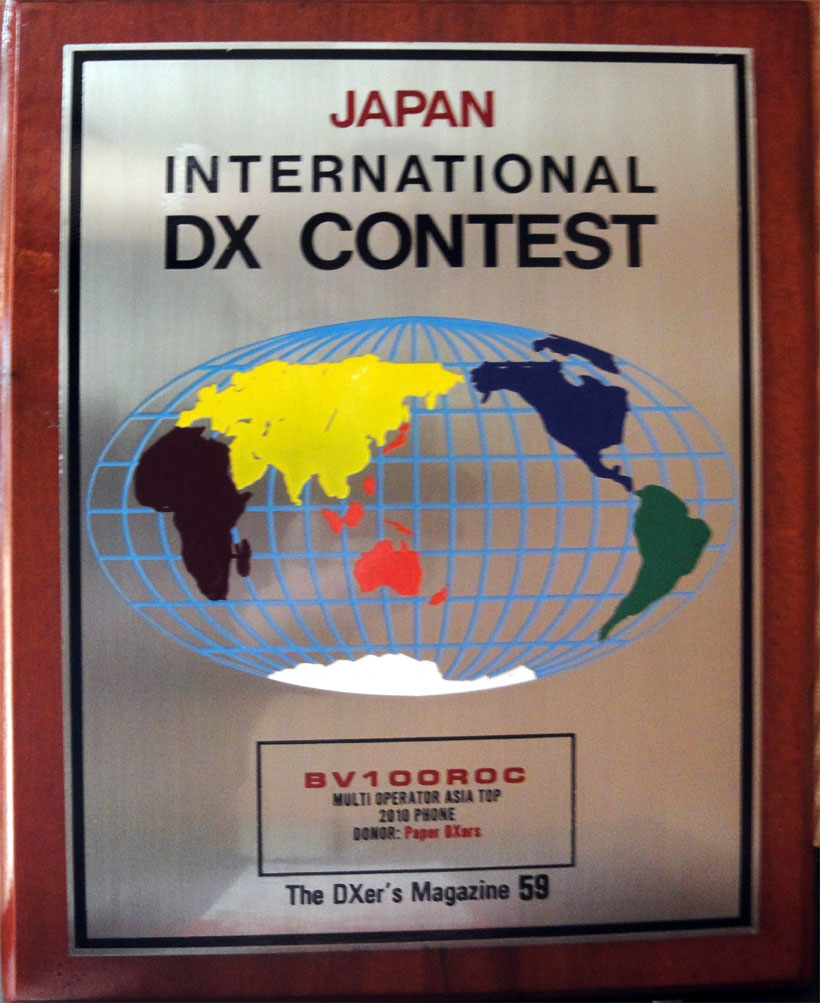 JAPAN
INTERNATIONAL
DX CONTEST
BV100ROC
MULTI OPERATOR ASIA TOP
2010 PHONE
DONOR: Paper DXers
The DXer's Magazine 59